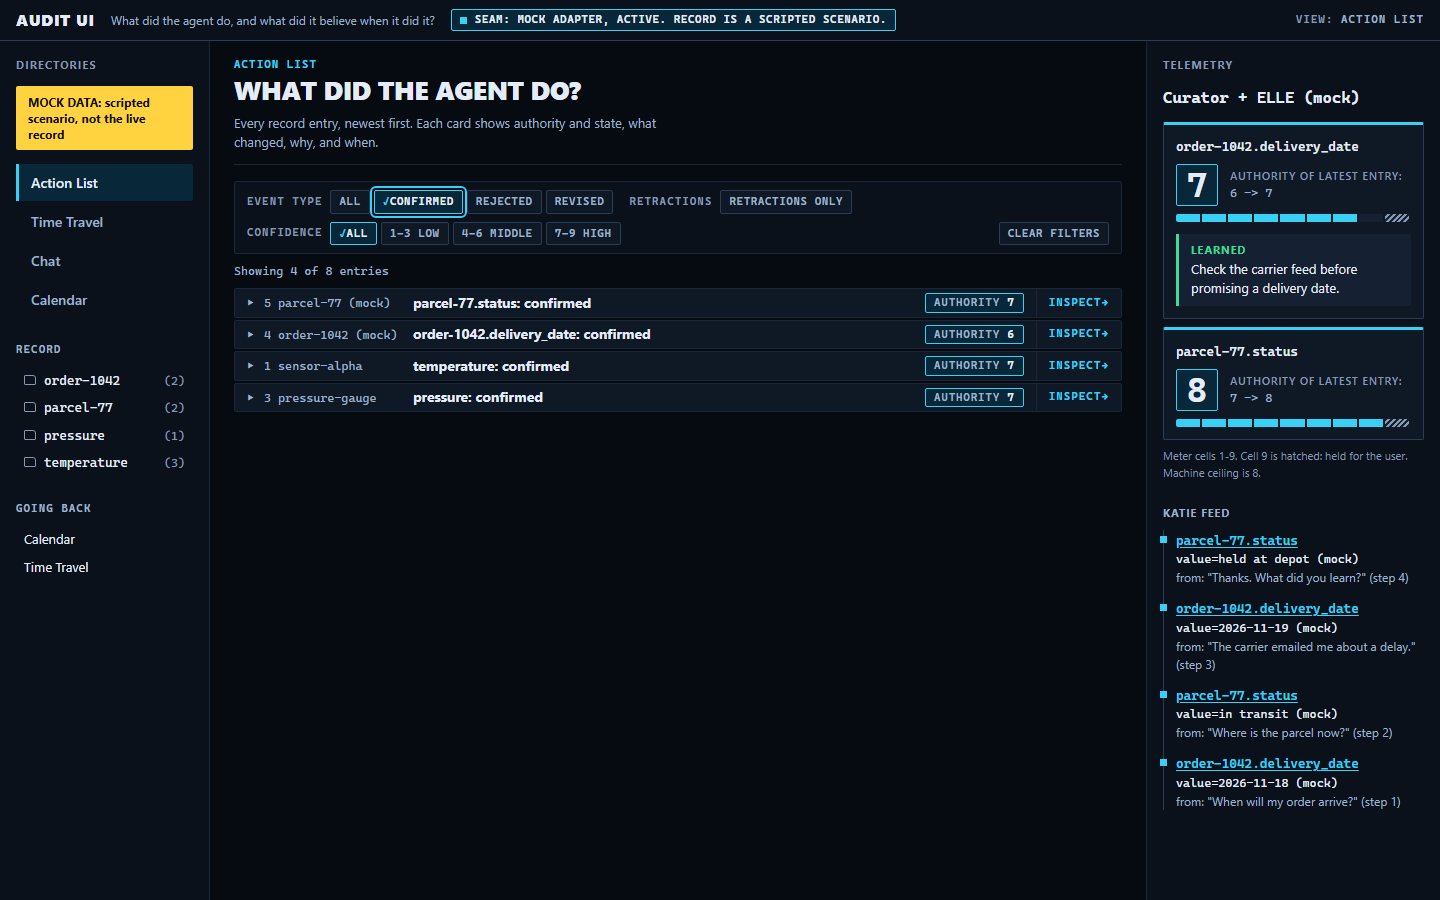 AUDIT UI What did the agent do, and what did it believe when it did it? SEAM: MOCK ADAPTER, ACTIVE. RECORD IS A SCRIPTED SCENARIO. VIEW: ACTION LIST
DIRECTORIES
MOCK DATA: scripted
scenario, not the live
record
Action List
Time Travel
Chat
Calendar
RECORD
order-1042 (2)
parcel-77 (2)
pressure (1)
temperature (3)
GOING BACK
Calendar
Time Travel
ACTION LIST
WHAT DID THE AGENT DO?
Every record entry, newest first. Each card shows authority and state, what
changed, why, and when.
EVENT TYPE ALL ✓CONFIRMED REJECTED REVISED RETRACTIONS RETRACTIONS ONLY
CONFIDENCE ✓ALL 1-3 LOW 4-6 MIDDLE 7-9 HIGH CLEAR FILTERS
Showing 4 of 8 entries
▸ 5 parcel-77 (mock) parcel-77.status: confirmed AUTHORITY 7 INSPECT→
▸ 4 order-1042 (mock) order-1042.delivery_date: confirmed AUTHORITY 6 INSPECT→
▸ 1 sensor-alpha temperature: confirmed AUTHORITY 7 INSPECT→
▸ 3 pressure-gauge pressure: confirmed AUTHORITY 7 INSPECT→
TELEMETRY
Curator + ELLE (mock)
order-1042.delivery_date
7 AUTHORITY OF LATEST ENTRY:
6 -> 7
LEARNED
Check the carrier feed before
promising a delivery date.
parcel-77.status
8 AUTHORITY OF LATEST ENTRY:
7 -> 8
Meter cells 1-9. Cell 9 is hatched: held for the user.
Machine ceiling is 8.
KATIE FEED
parcel-77.status
value=held at depot (mock)
from: "Thanks. What did you learn?" (step 4)
order-1042.delivery_date
value=2026-11-19 (mock)
from: "The carrier emailed me about a delay."
(step 3)
parcel-77.status
value=in transit (mock)
from: "Where is the parcel now?" (step 2)
order-1042.delivery_date
value=2026-11-18 (mock)
from: "When will my order arrive?" (step 1)